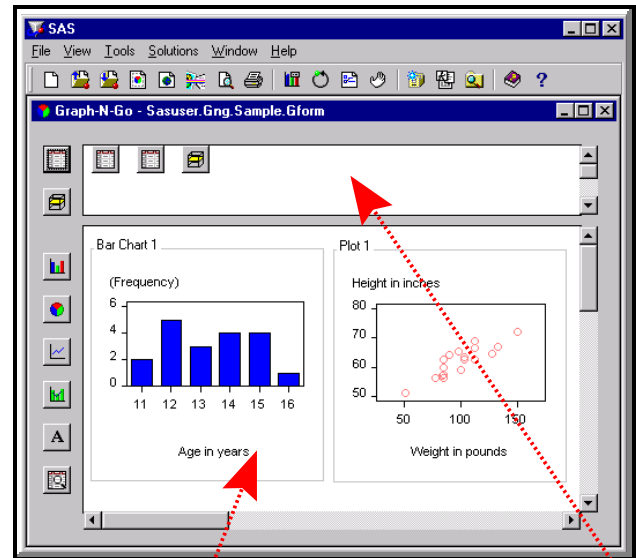 SAS
File View Tools Solutions Window Help
?
Graph-N-Go - Sasuser.Gng.Sample.Gform
A
Bar Chart 1
(Frequency)
6
4
2
0
11 12 13 14 15 16
Age in years
Plot 1
Height in inches
80
70
60
50
50 100 150
Weight in pounds